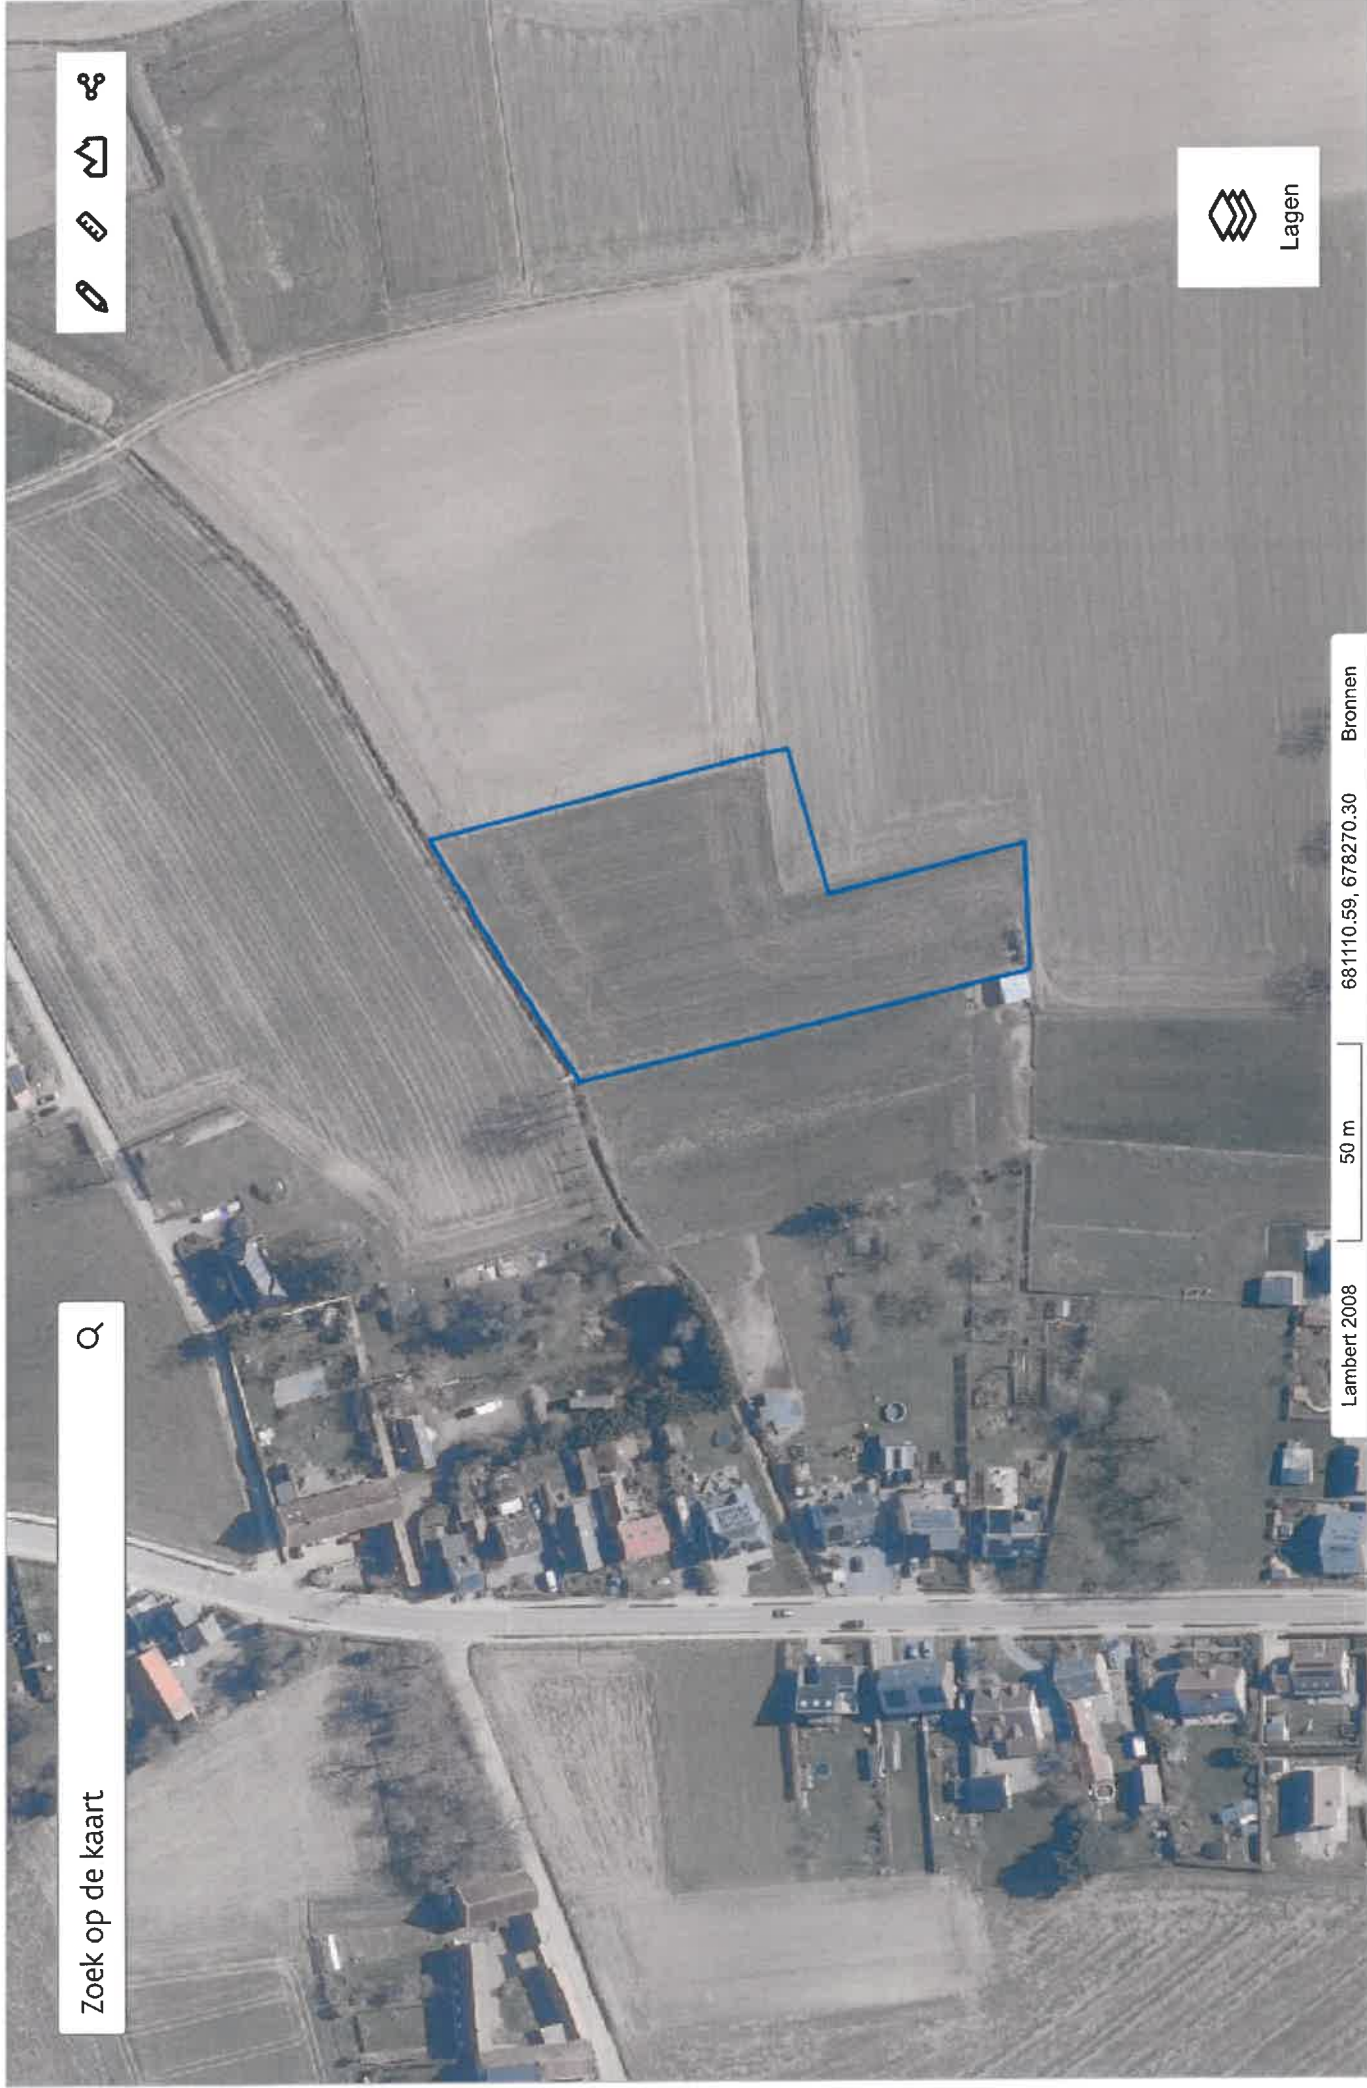 Zoek op de kaart
Lagen
Lambert 2008
50 m
681110.59, 678270.30
Bronnen